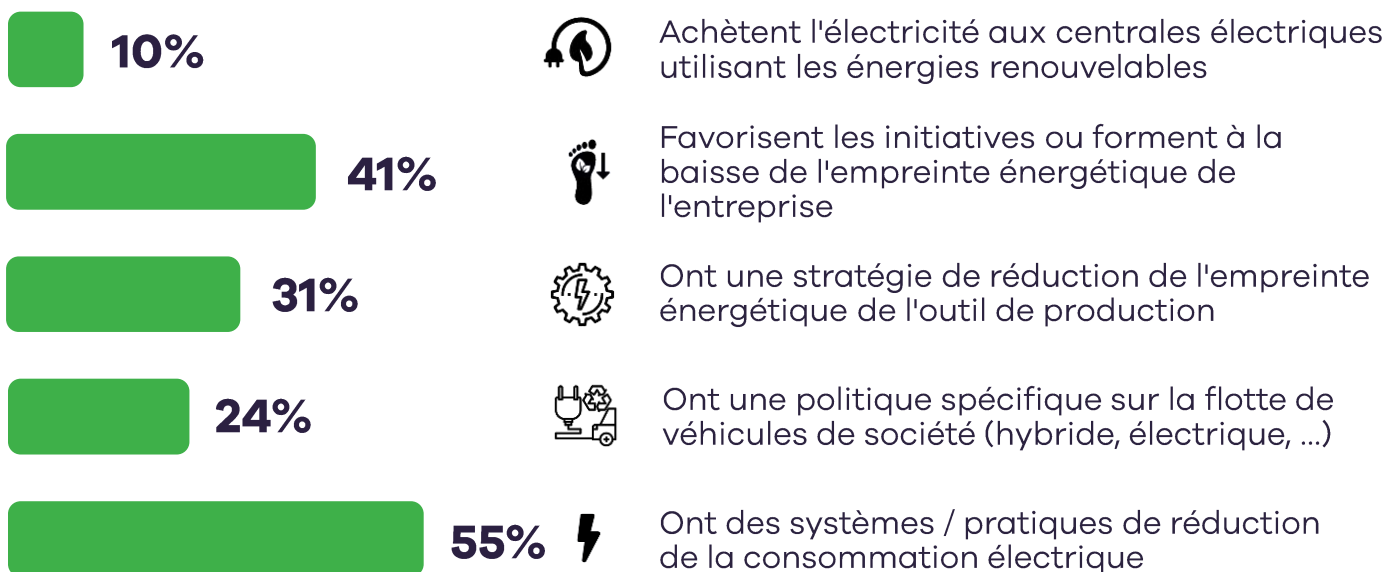 10%
Achètent l'électricité aux centrales électriques
utilisant les énergies renouvelables
41%
Favorisent les initiatives ou forment à la
baisse de l'empreinte énergétique de
l'entreprise
31%
Ont une stratégie de réduction de l'empreinte
énergétique de l'outil de production
24%
Ont une politique spécifique sur la flotte de
véhicules de société (hybride, électrique, ...)
55%
Ont des systèmes / pratiques de réduction
de la consommation électrique